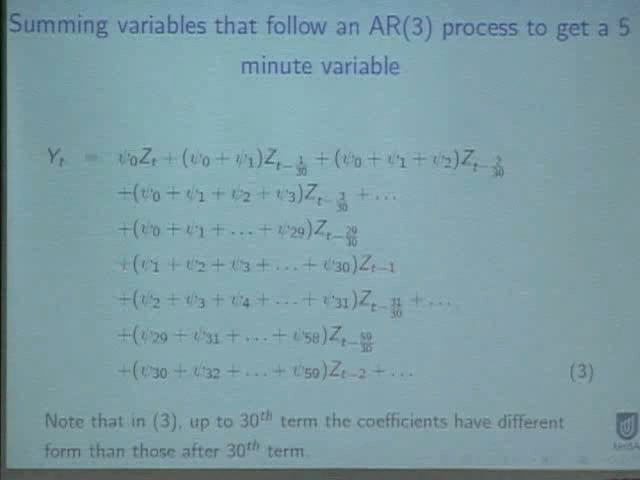 Summing variables that follow an AR(3) process to get a 5
minute variable
Y_t = ψ_0Z_t + (ψ_0 + ψ_1)Z_{t−1/30} + (ψ_0 + ψ_1 + ψ_2)Z_{t−2/30}
+(ψ_0 + ψ_1 + ψ_2 + ψ_3)Z_{t−3/30} + ...
+(ψ_0 + ψ_1 + ... + ψ_29)Z_{t−29/30}
+(ψ_1 + ψ_2 + ψ_3 + ... + ψ_30)Z_{t−1}
+(ψ_2 + ψ_3 + ψ_4 + ... + ψ_31)Z_{t−31/30} + ...
+(ψ_29 + ψ_31 + ... + ψ_58)Z_{t−59/30}
+(ψ_30 + ψ_32 + ... + ψ_59)Z_{t−2} + ... (3)
Note that in (3), up to 30^th term the coefficients have different
form than those after 30^th term.
UniSA